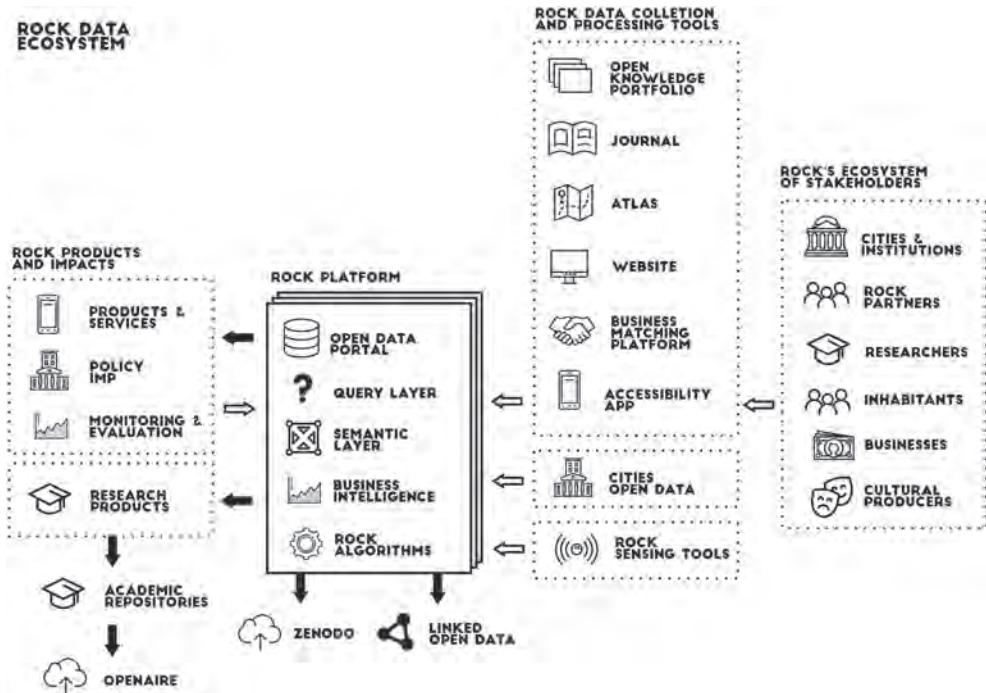 ROCK DATA
ECOSYSTEM
ROCK DATA COLLETION
AND PROCESSING TOOLS
OPEN
KNOWLEDGE
PORTFOLIO
JOURNAL
ATLAS
WEBSITE
BUSINESS
MATCHING
PLATFORM
ACCESSIBILITY
APP
CITIES
OPEN DATA
ROCK
SENSING TOOLS
ROCK'S ECOSYSTEM
OF STAKEHOLDERS
CITIES &
INSTITUTIONS
ROCK
PARTNERS
RESEARCHERS
INHABITANTS
BUSINESSES
CULTURAL
PRODUCERS
ROCK PRODUCTS
AND IMPACTS
PRODUCTS &
SERVICES
POLICY
IMP
MONITORING &
EVALUATION
RESEARCH
PRODUCTS
ACADEMIC
REPOSITORIES
OPENAIRE
ROCK PLATFORM
OPEN DATA
PORTAL
?
QUERY LAYER
SEMANTIC
LAYER
BUSINESS
INTELLIGENCE
ROCK
ALGORITHMS
ZENODO
LINKED
OPEN DATA